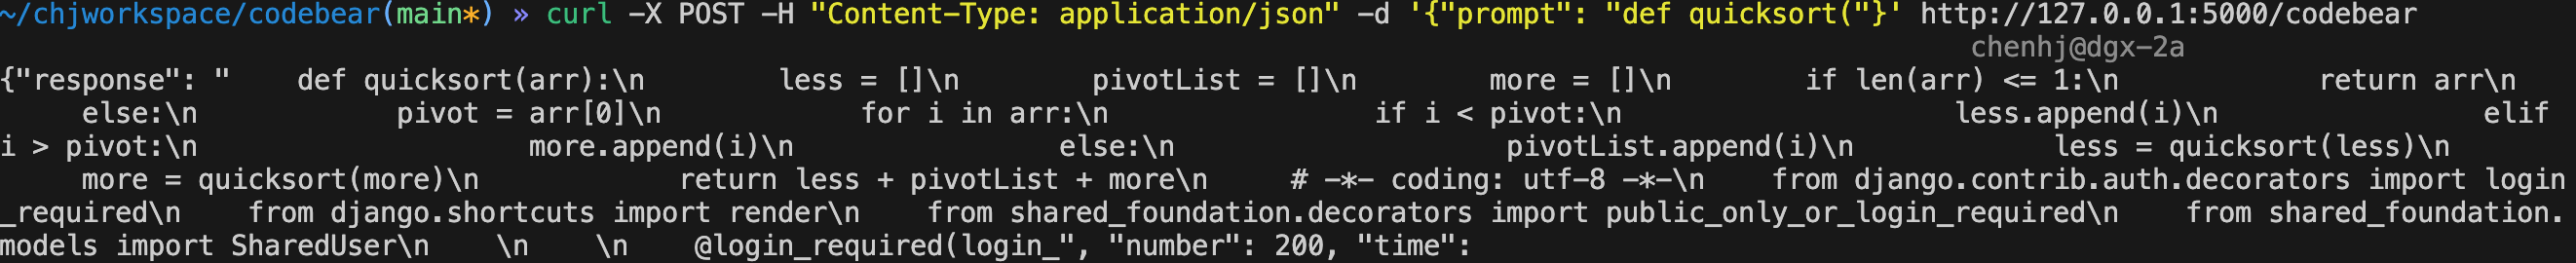 ~/chjworkspace/codebear(main*) » curl -X POST -H "Content-Type: application/json" -d '{"prompt": "def quicksort("}' http://127.0.0.1:5000/codebear
chenhj@dgx-2a
{"response": "    def quicksort(arr):\n        less = []\n        pivotList = []\n        more = []\n        if len(arr) <= 1:\n            return arr\n
     else:\n            pivot = arr[0]\n            for i in arr:\n                if i < pivot:\n                    less.append(i)\n                elif
i > pivot:\n                    more.append(i)\n                else:\n                    pivotList.append(i)\n            less = quicksort(less)\n
     more = quicksort(more)\n            return less + pivotList + more\n     # -*- coding: utf-8 -*-\n    from django.contrib.auth.decorators import login
_required\n    from django.shortcuts import render\n    from shared_foundation.decorators import public_only_or_login_required\n    from shared_foundation.
models import SharedUser\n    \n    \n    @login_required(login_", "number": 200, "time":